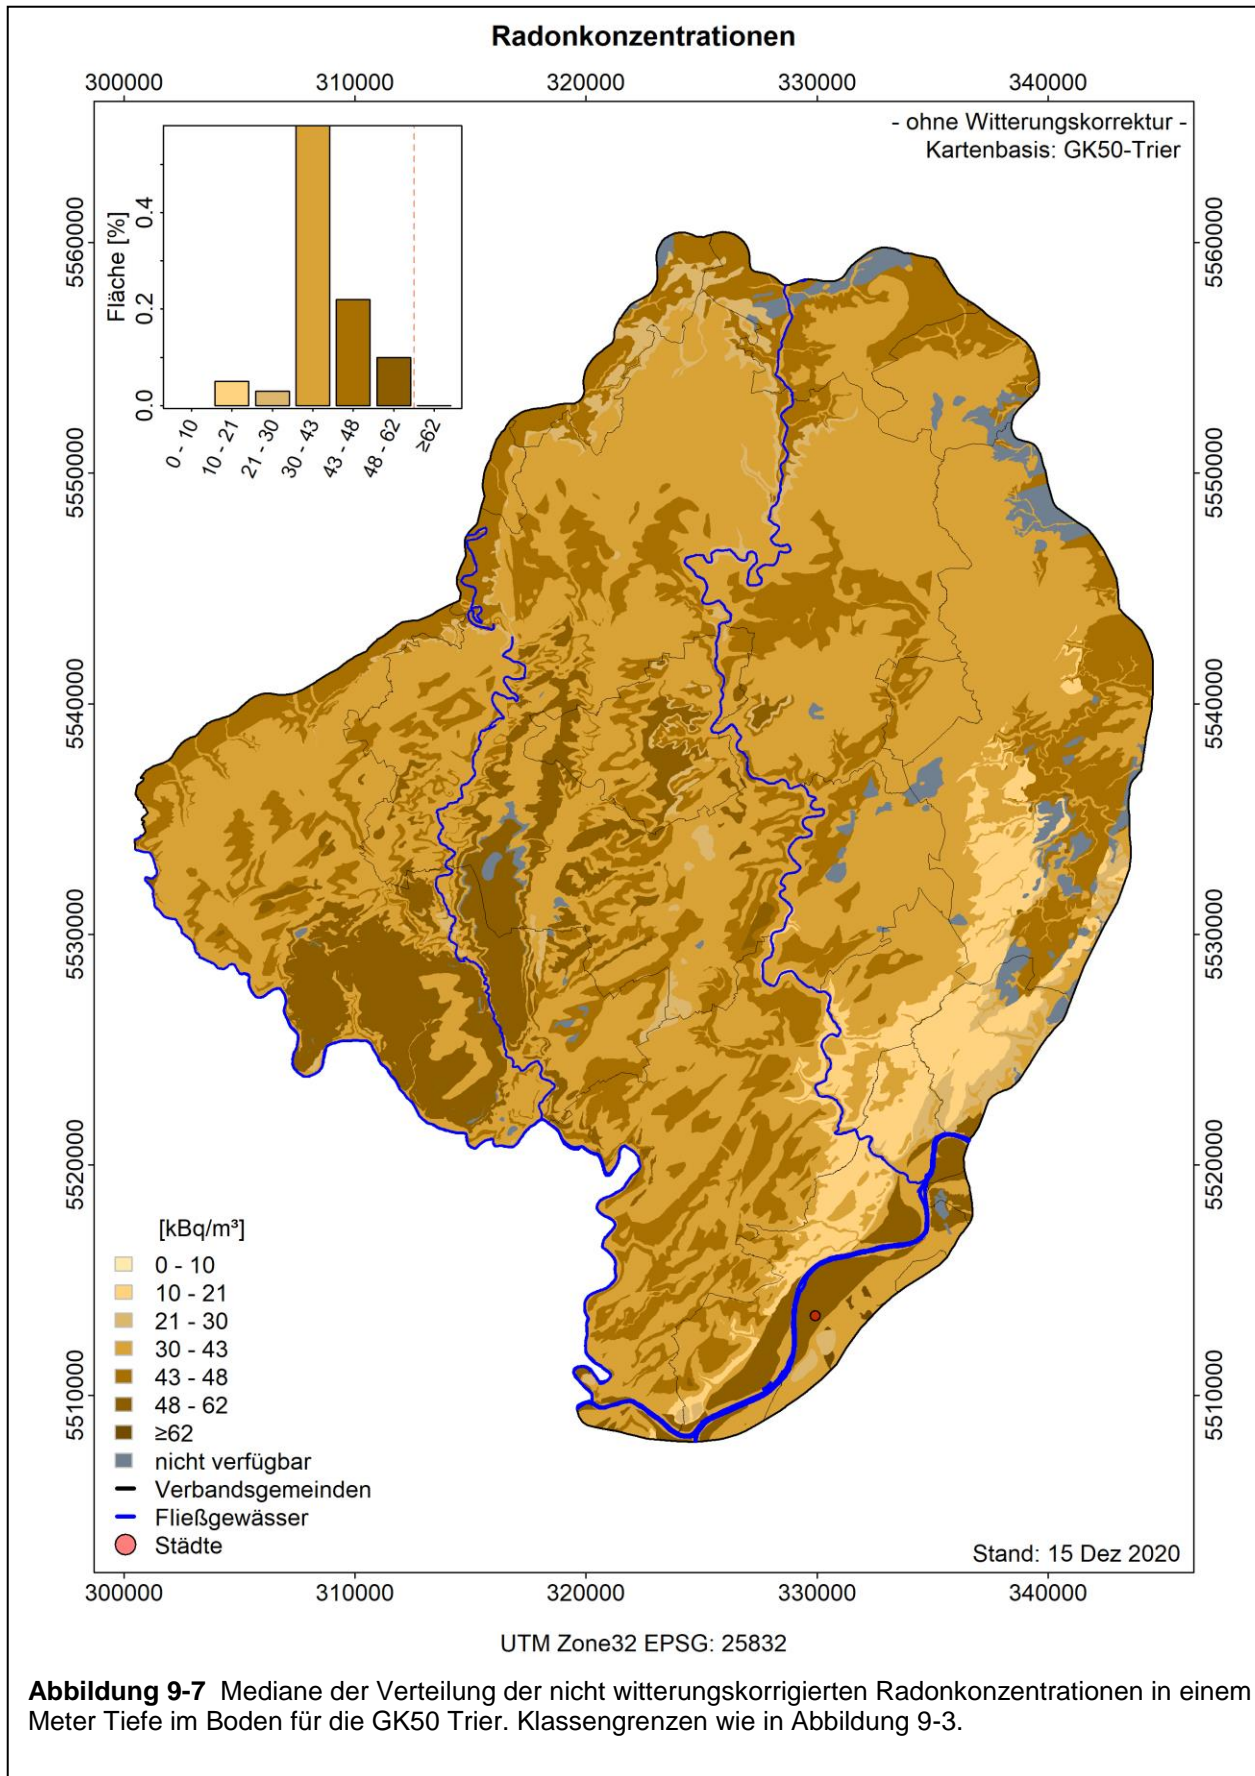 Radonkonzentrationen
300000 310000 320000 330000 340000
- ohne Witterungskorrektur -
Kartenbasis: GK50-Trier
Fläche [%]
0.0 0.2 0.4
0 - 10 10 - 21 21 - 30 30 - 43 43 - 48 48 - 62 ≥62
5560000 5560000
5550000 5550000
5540000 5540000
5530000 5530000
5520000 5520000
5510000 5510000
[kBq/m³]
0 - 10
10 - 21
21 - 30
30 - 43
43 - 48
48 - 62
≥62
nicht verfügbar
Verbandsgemeinden
Fließgewässer
Städte
Stand: 15 Dez 2020
300000 310000 320000 330000 340000
UTM Zone32 EPSG: 25832
Abbildung 9-7 Mediane der Verteilung der nicht witterungskorrigierten Radonkonzentrationen in einem
Meter Tiefe im Boden für die GK50 Trier. Klassengrenzen wie in Abbildung 9-3.